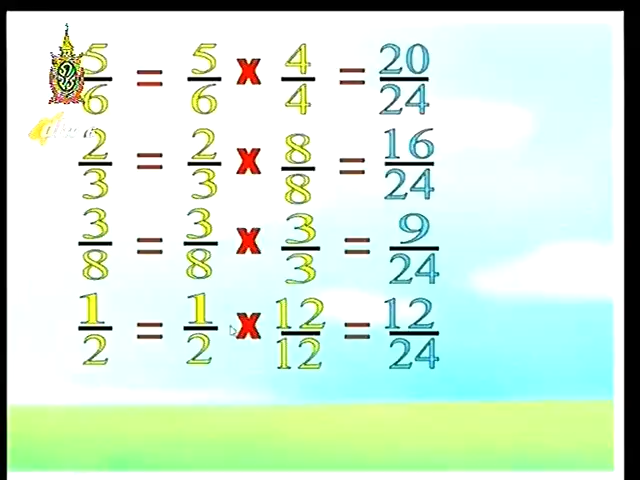 5/6 = 5/6 x 4/4 = 20/24
2/3 = 2/3 x 8/8 = 16/24
3/8 = 3/8 x 3/3 = 9/24
1/2 = 1/2 x 12/12 = 12/24